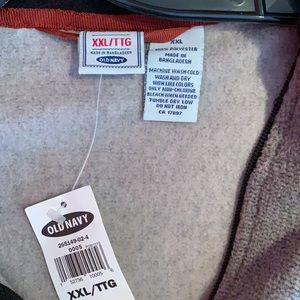 XXL/TTG
MADE IN BANGLADESH
OLD NAVY
XXL
POLYESTER
MADE IN
BANGLADESH
MACHINE WASH COLD
WASH AND DRY
WITH LIKE COLORS
ONLY NON-CHLORINE
BLEACH WHEN NEEDED
TUMBLE DRY LOW
DO NOT IRON
CA 17897
OLD NAVY
265149-02-4
0005
XXL/TTG